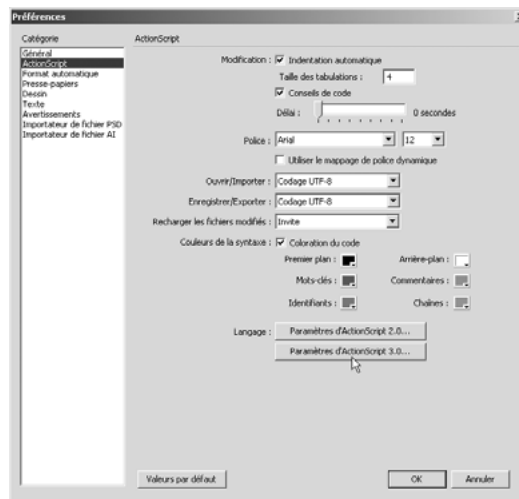 Préférences
Catégorie
ActionScript
Général
ActionScript
Format automatique
Presse-papiers
Dessin
Texte
Avertissements
Importateur de fichier PSD
Importateur de fichier AI
Modification : Indentation automatique
Taille des tabulations : 4
Conseils de code
Délai : 0 secondes
Police : Arial 12
Utiliser le mappage de police dynamique
Ouvrir/Importer : Codage UTF-8
Enregistrer/Exporter : Codage UTF-8
Recharger les fichiers modifiés : Invite
Couleurs de la syntaxe : Coloration du code
Premier plan : Arrière-plan :
Mots-clés : Commentaires :
Identifiants : Chaînes :
Langage : Paramètres d'ActionScript 2.0...
Paramètres d'ActionScript 3.0...
Valeurs par défaut OK Annuler